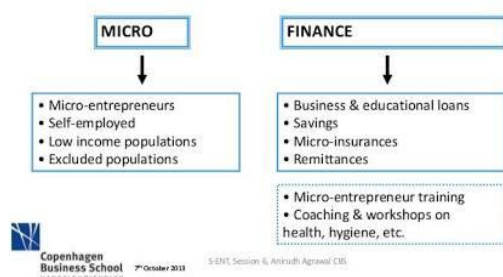 MICRO
FINANCE
• Micro-entrepreneurs
• Self-employed
• Low income populations
• Excluded populations
• Business & educational loans
• Savings
• Micro-insurances
• Remittances
• Micro-entrepreneur training
• Coaching & workshops on
health, hygiene, etc.
Copenhagen
Business School
7th October 2013
S-ENT, Session 6, Anirudh Agrawal CBS